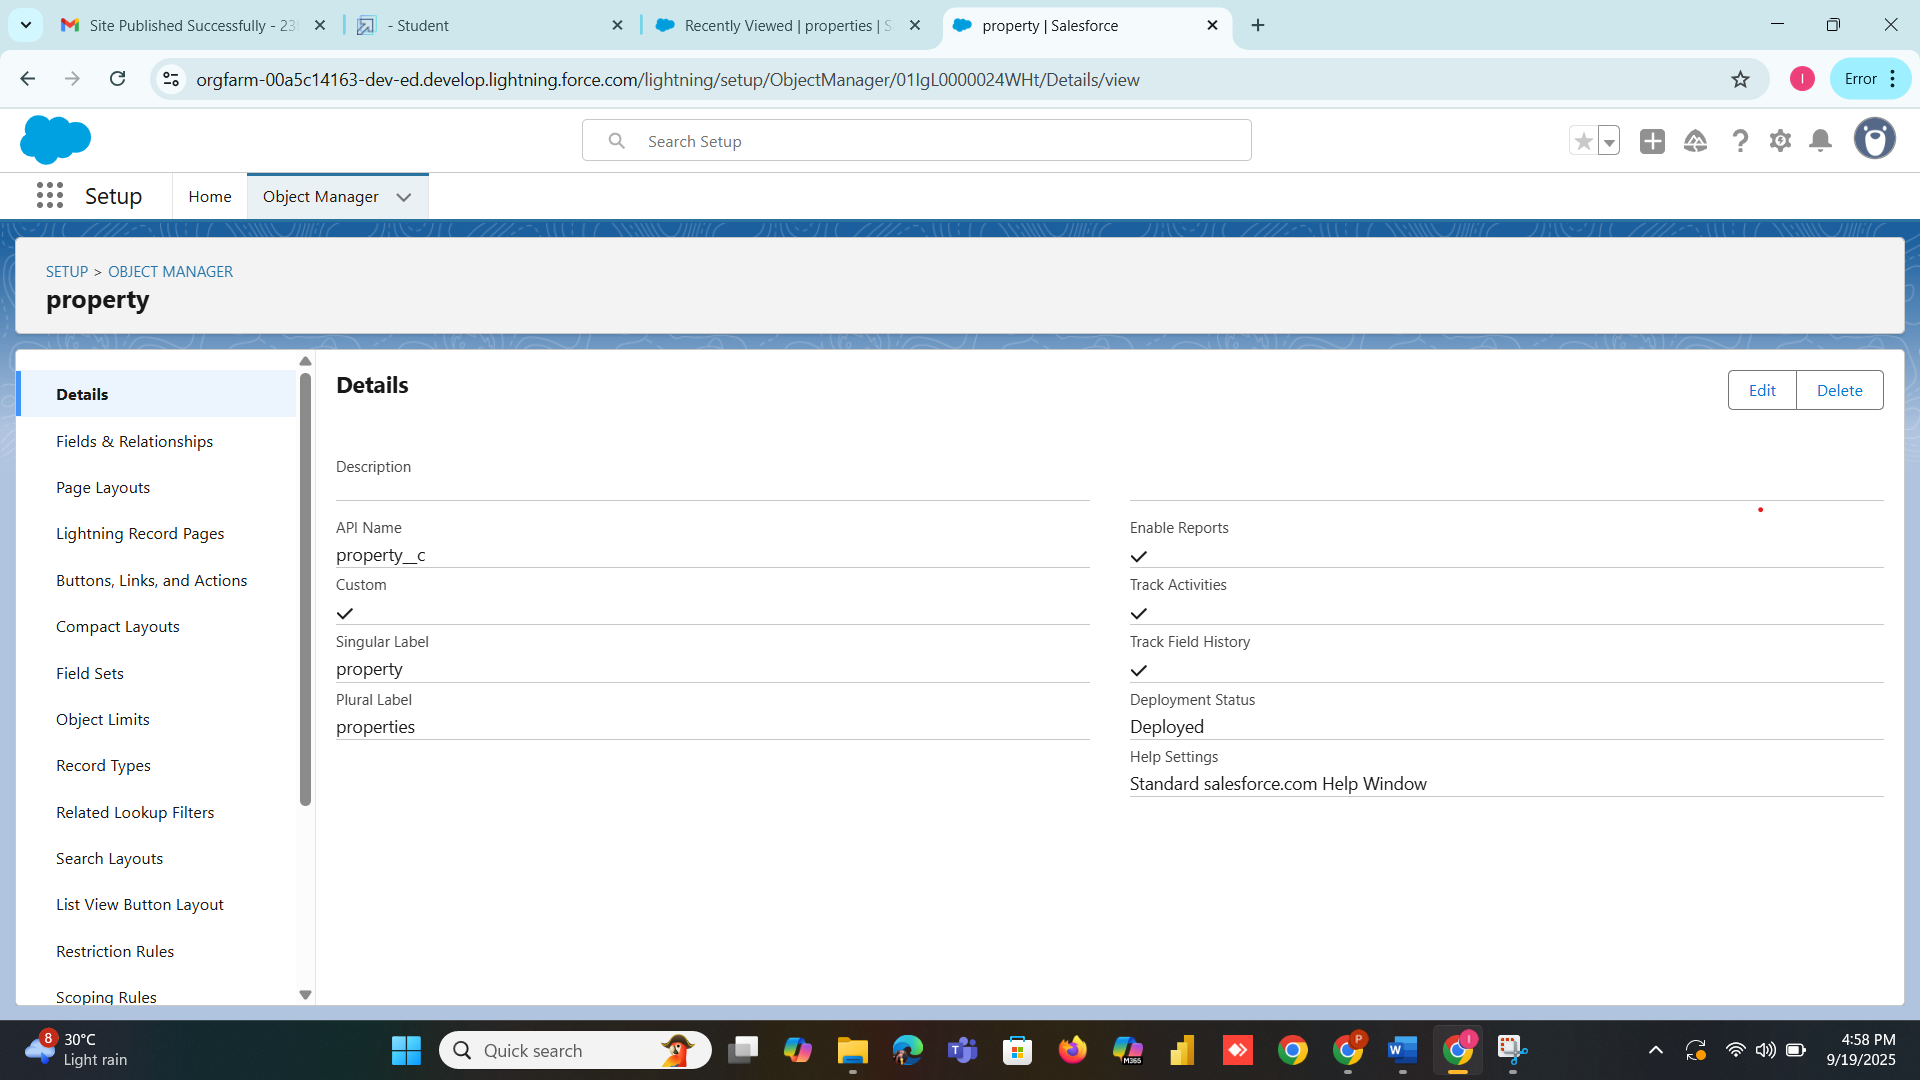 Site Published Successfully - 23
- Student
Recently Viewed | properties | S
property | Salesforce
orgfarm-00a5c14163-dev-ed.develop.lightning.force.com/lightning/setup/ObjectManager/01IgL0000024WHt/Details/view
I
Error
Search Setup
Setup
Home
Object Manager
SETUP > OBJECT MANAGER
property
Details
Fields & Relationships
Page Layouts
Lightning Record Pages
Buttons, Links, and Actions
Compact Layouts
Field Sets
Object Limits
Record Types
Related Lookup Filters
Search Layouts
List View Button Layout
Restriction Rules
Scoping Rules
Details
Edit
Delete
Description
API Name
property__c
Custom
Singular Label
property
Plural Label
properties
Enable Reports
Track Activities
Track Field History
Deployment Status
Deployed
Help Settings
Standard salesforce.com Help Window
8
30°C
Light rain
Quick search
M365
P
I
4:58 PM
9/19/2025